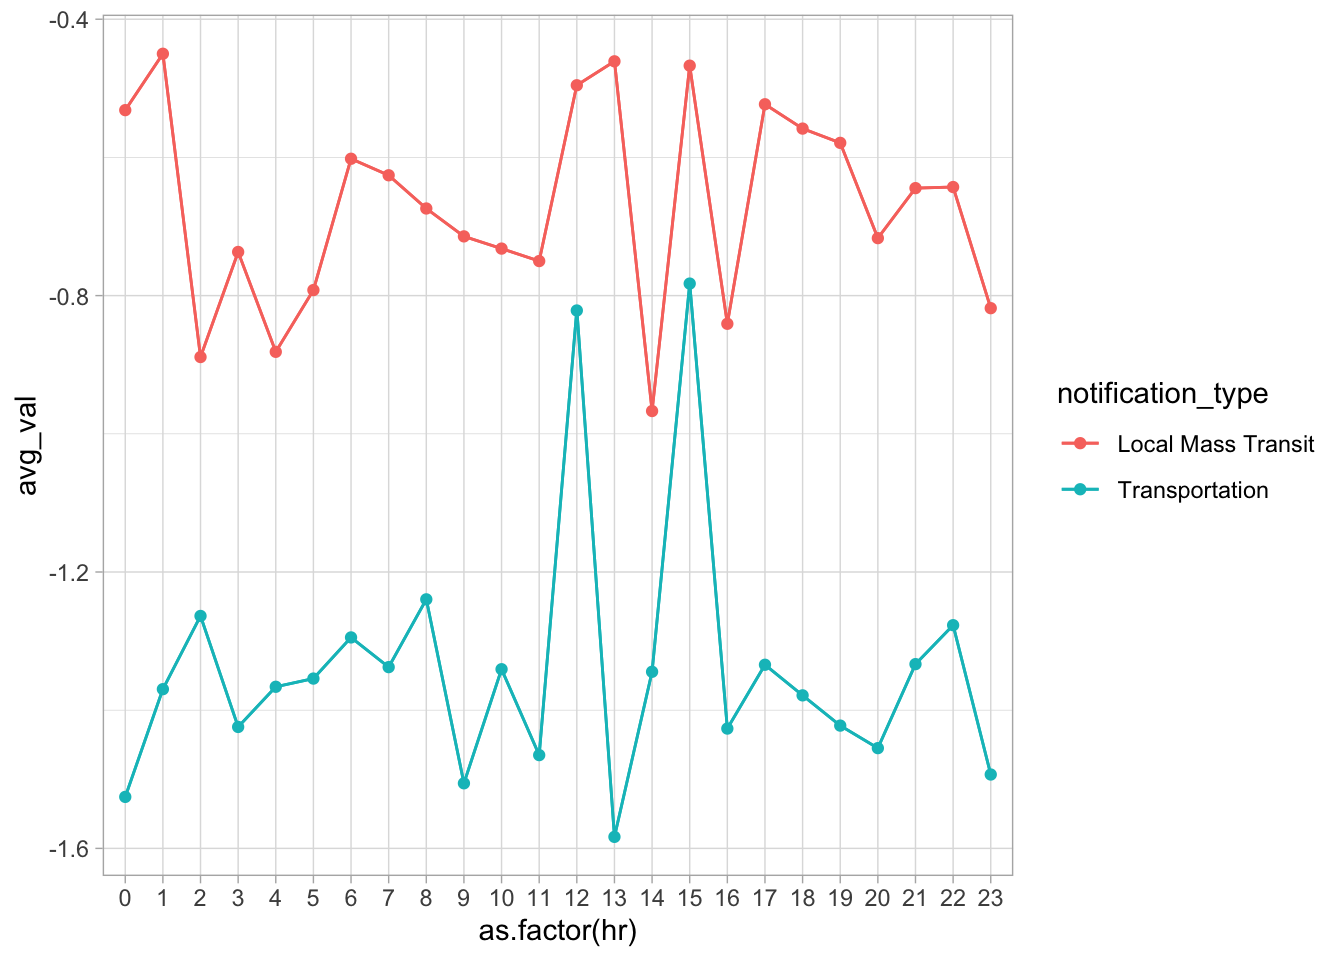 -0.4
-0.8
-1.2
-1.6
avg_val
0 1 2 3 4 5 6 7 8 9 10 11 12 13 14 15 16 17 18 19 20 21 22 23
as.factor(hr)
notification_type
Local Mass Transit
Transportation